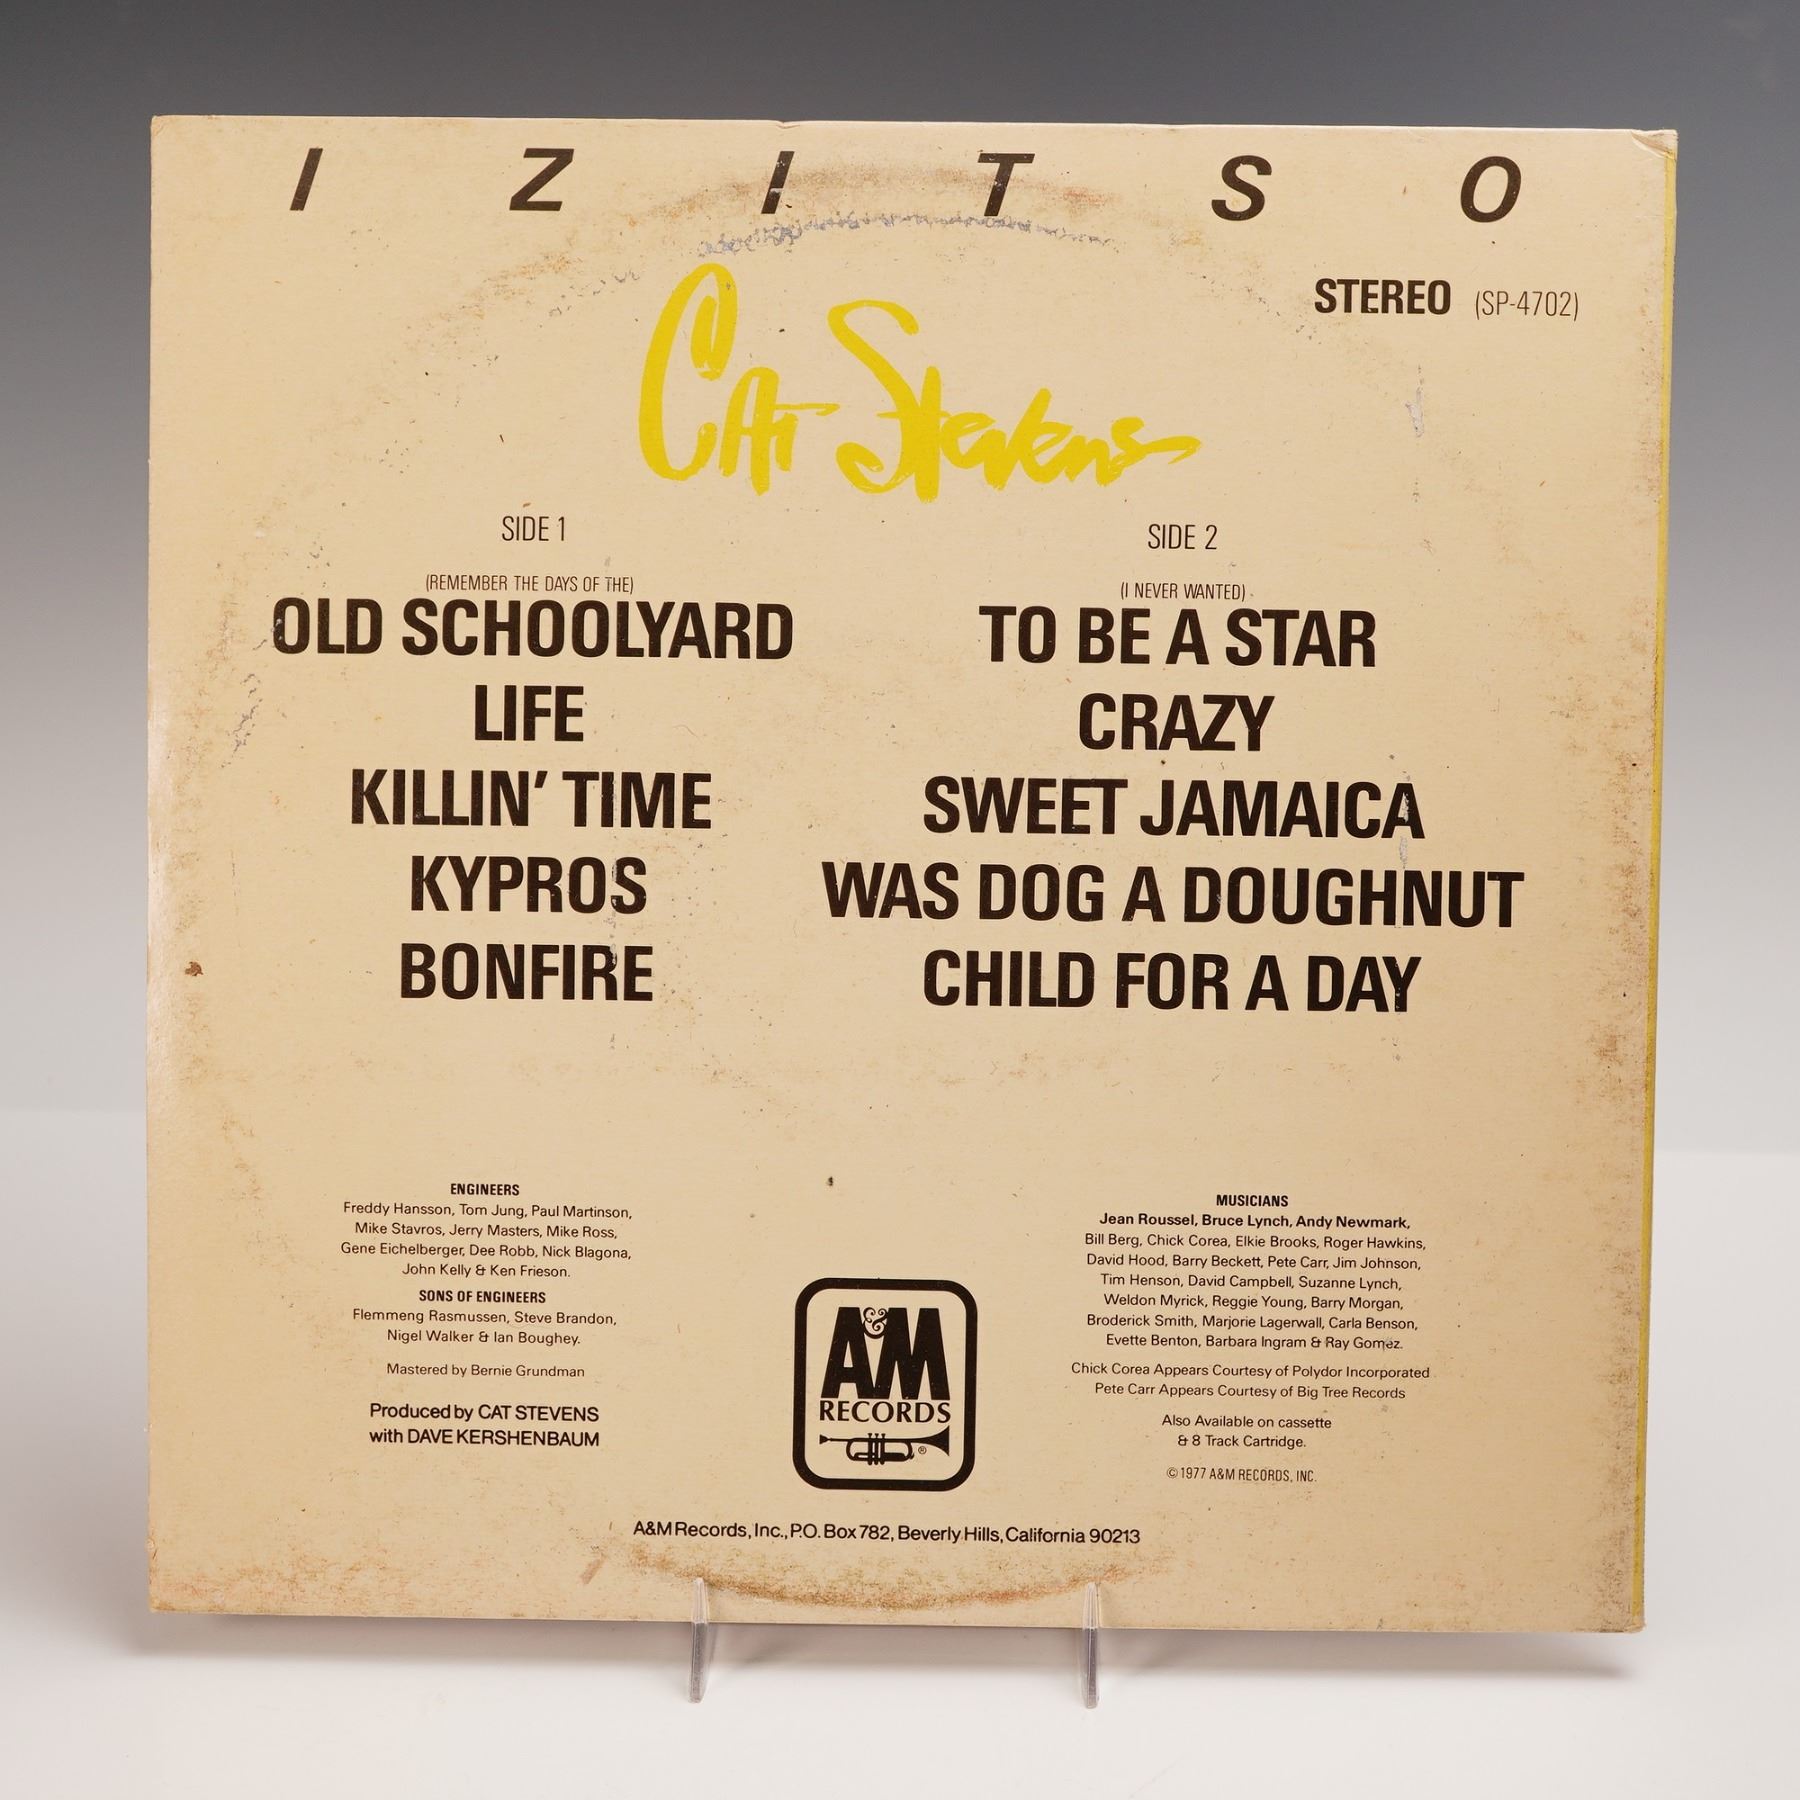 IZITSO
STEREO (SP-4702)
Cat Stevens
SIDE 1
(REMEMBER THE DAYS OF THE)
OLD SCHOOLYARD
LIFE
KILLIN' TIME
KYPROS
BONFIRE
SIDE 2
(I NEVER WANTED)
TO BE A STAR
CRAZY
SWEET JAMAICA
WAS DOG A DOUGHNUT
CHILD FOR A DAY
ENGINEERS
Freddy Hansson, Tom Jung, Paul Martinson,
Mike Stavros, Jerry Masters, Mike Ross,
Gene Eichelberger, Dee Robb, Nick Blagona,
John Kelly & Ken Frieson.
SONS OF ENGINEERS
Flemmeng Rasmussen, Steve Brandon,
Nigel Walker & Ian Boughey.
Mastered by Bernie Grundman
Produced by CAT STEVENS
with DAVE KERSHENBAUM
A&M
RECORDS
®
MUSICIANS
Jean Roussel, Bruce Lynch, Andy Newmark,
Bill Berg, Chick Corea, Elkie Brooks, Roger Hawkins,
David Hood, Barry Beckett, Pete Carr, Jim Johnson,
Tim Henson, David Campbell, Suzanne Lynch,
Weldon Myrick, Reggie Young, Barry Morgan,
Broderick Smith, Marjorie Lagerwall, Carla Benson,
Evette Benton, Barbara Ingram & Ray Gomez.
Chick Corea Appears Courtesy of Polydor Incorporated
Pete Carr Appears Courtesy of Big Tree Records
Also Available on cassette
& 8 Track Cartridge.
© 1977 A&M RECORDS, INC.
A&M Records, Inc., P.O. Box 782, Beverly Hills, California 90213